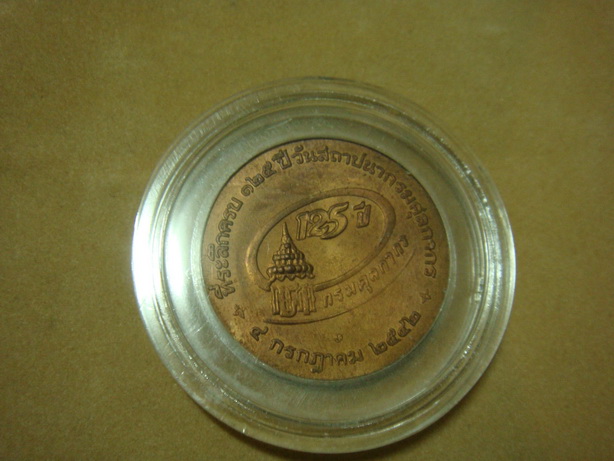 ที่ระลึกครบ ๑๒๕ ปี วันสถาปนากรมศุลกากร
๑๒๕ ปี
กรมศุลกากร
๔ กรกฎาคม ๒๕๔๒